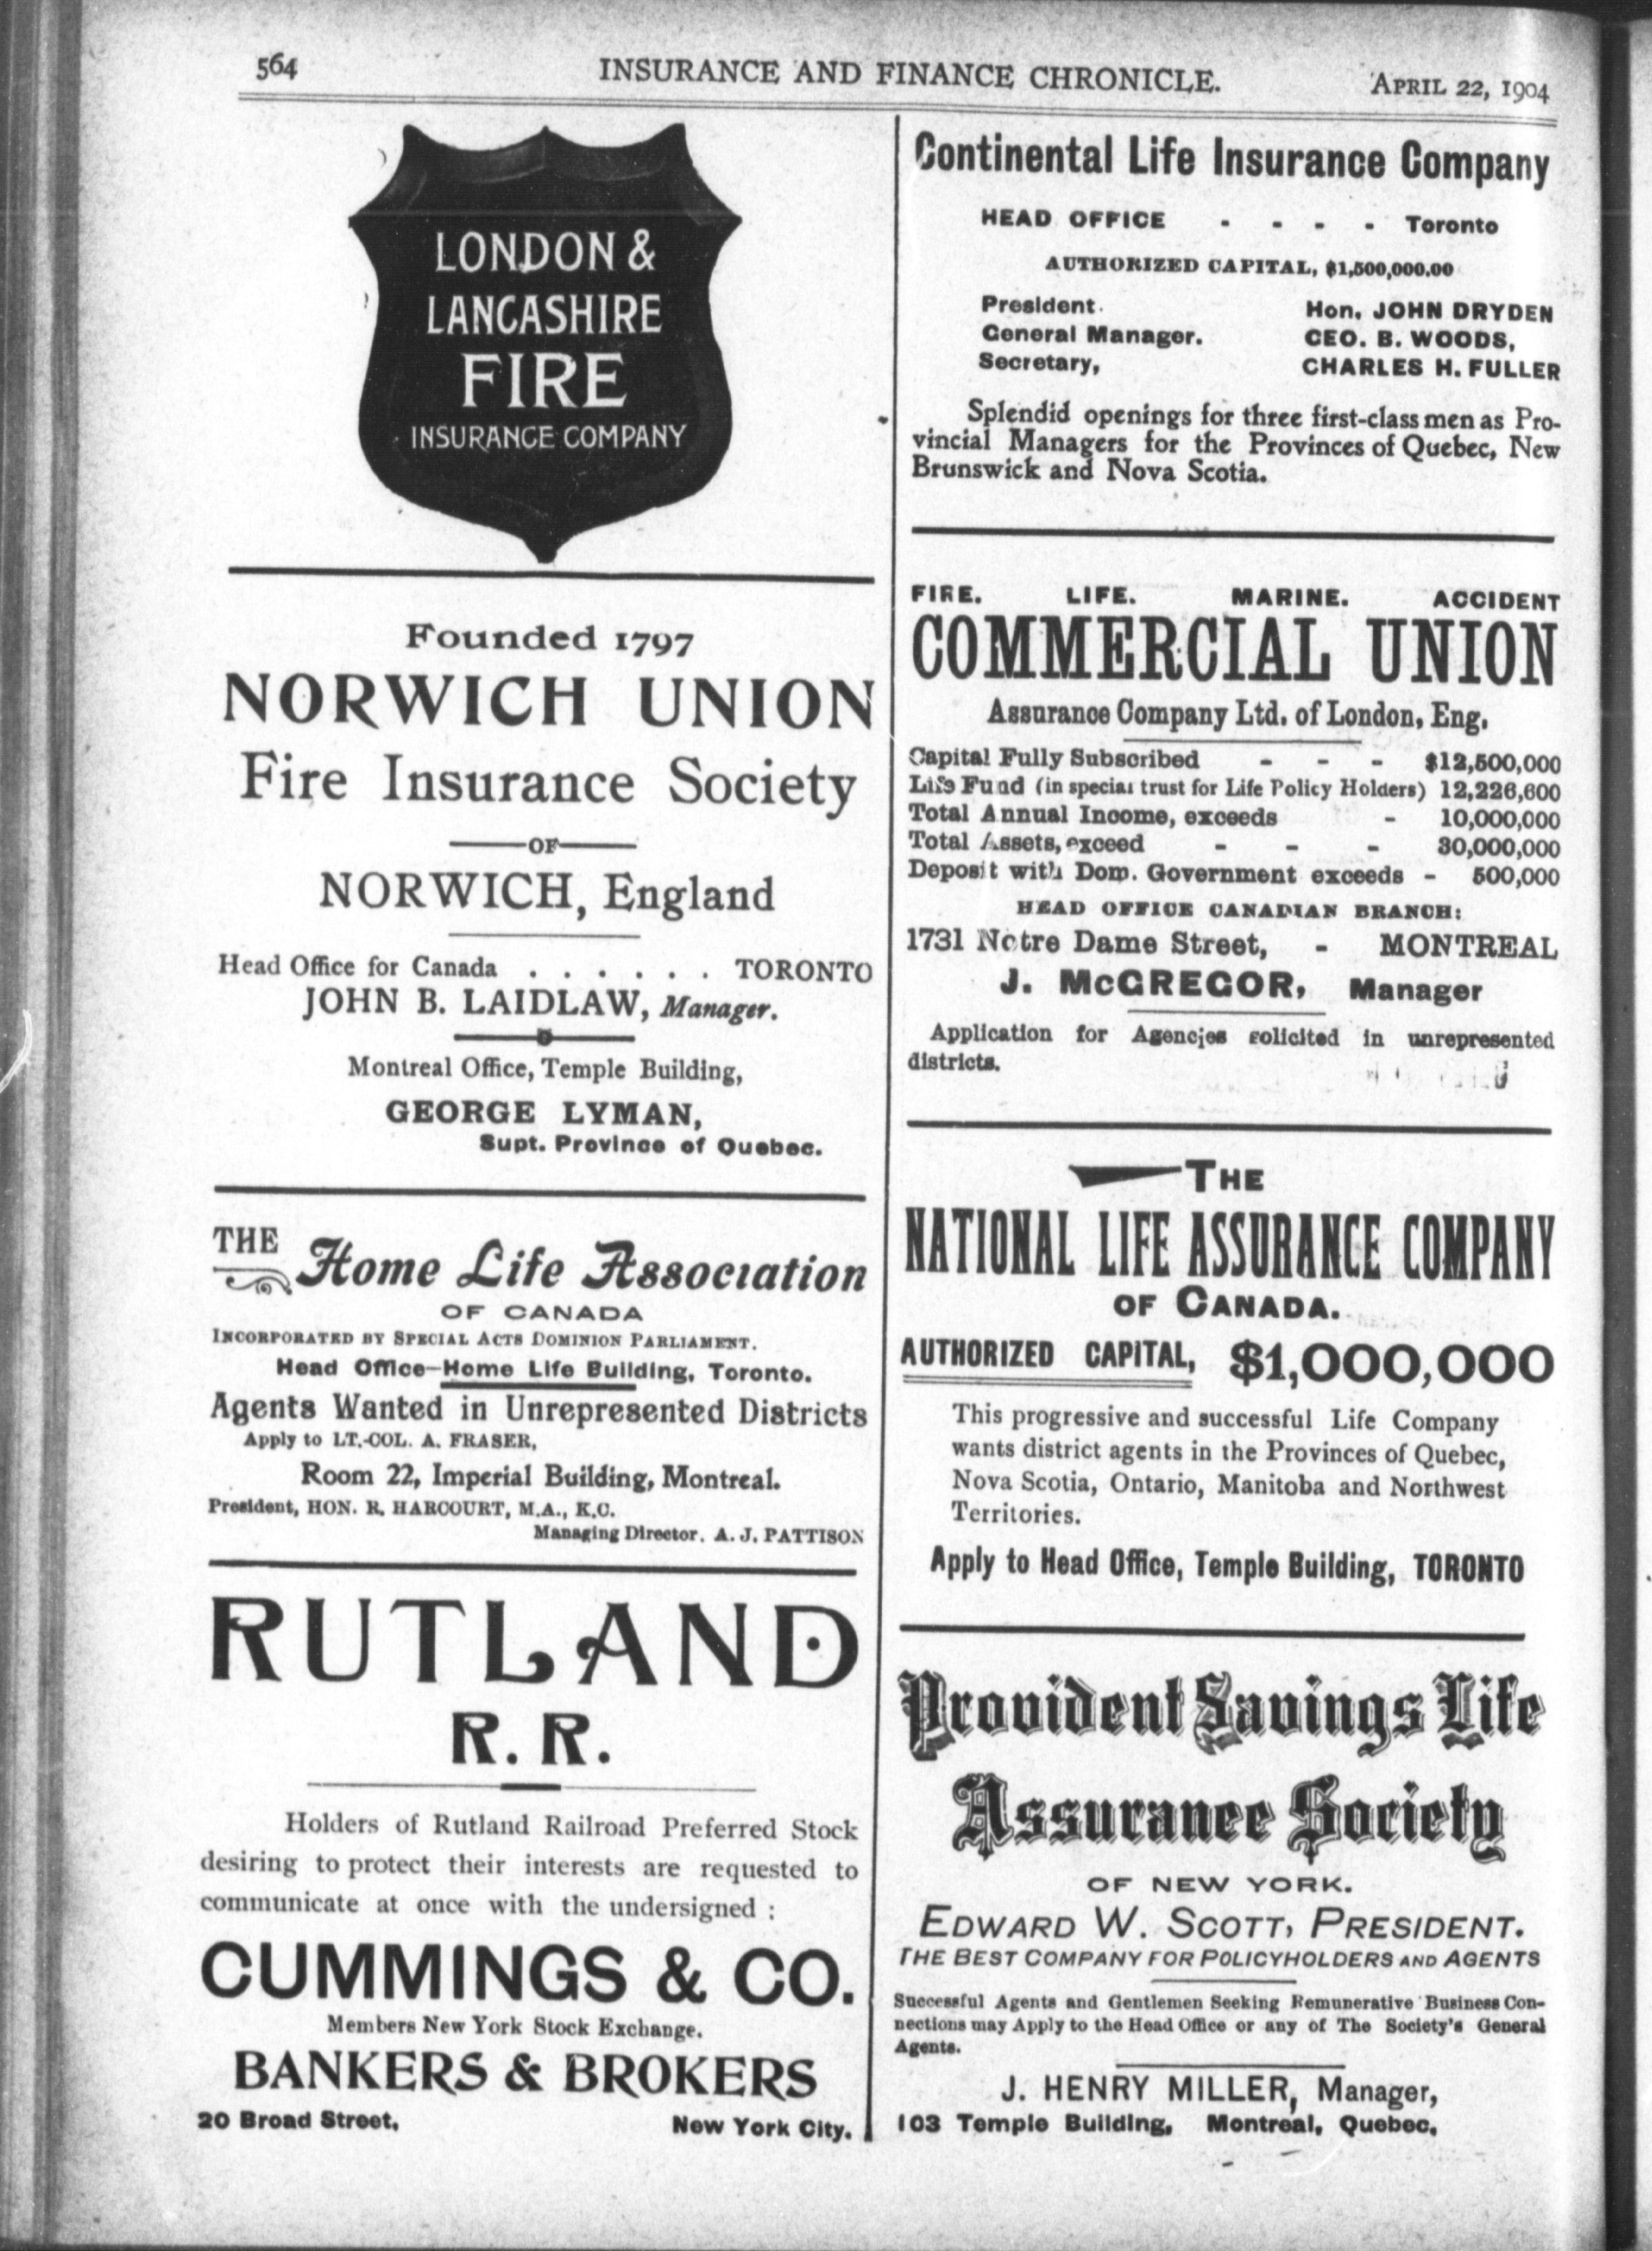 564
INSURANCE AND FINANCE CHRONICLE.
APRIL 22, 1904
LONDON &
LANCASHIRE
FIRE
INSURANCE COMPANY
Founded 1797
NORWICH UNION
Fire Insurance Society
OF
NORWICH, England
Head Office for Canada . . . . . . TORONTO
JOHN B. LAIDLAW, Manager.
Montreal Office, Temple Building,
GEORGE LYMAN,
Supt. Province of Quebec.
THE Home Life Association
OF CANADA
INCORPORATED BY SPECIAL ACTS DOMINION PARLIAMENT.
Head Office—Home Life Building, Toronto.
Agents Wanted in Unrepresented Districts
Apply to LT.-COL. A. FRASER,
Room 22, Imperial Building, Montreal.
President, HON. R. HARCOURT, M.A., K.C.
Managing Director. A. J. PATTISON
RUTLAND
R. R.
Holders of Rutland Railroad Preferred Stock
desiring to protect their interests are requested to
communicate at once with the undersigned :
CUMMINGS & CO.
Members New York Stock Exchange.
BANKERS & BROKERS
20 Broad Street, New York City.
Continental Life Insurance Company
HEAD OFFICE - - - - Toronto
AUTHORIZED CAPITAL, $1,500,000.00
President. Hon. JOHN DRYDEN
General Manager. GEO. B. WOODS,
Secretary, CHARLES H. FULLER
Splendid openings for three first-class men as Pro-
vincial Managers for the Provinces of Quebec, New
Brunswick and Nova Scotia.
FIRE. LIFE. MARINE. ACCIDENT
COMMERCIAL UNION
Assurance Company Ltd. of London, Eng.
Capital Fully Subscribed - - - $12,500,000
Life Fund (in special trust for Life Policy Holders) 12,226,600
Total Annual Income, exceeds - 10,000,000
Total Assets, exceed - - - 30,000,000
Deposit with Dom. Government exceeds - 500,000
HEAD OFFICE CANADIAN BRANCH:
1731 Notre Dame Street, - MONTREAL
J. McGREGOR, Manager
Application for Agencies solicited in unrepresented
districts.
THE
NATIONAL LIFE ASSURANCE COMPANY
OF CANADA.
AUTHORIZED CAPITAL, $1,000,000
This progressive and successful Life Company
wants district agents in the Provinces of Quebec,
Nova Scotia, Ontario, Manitoba and Northwest
Territories.
Apply to Head Office, Temple Building, TORONTO
Provident Savings Life
Assurance Society
OF NEW YORK.
EDWARD W. SCOTT, PRESIDENT.
THE BEST COMPANY FOR POLICYHOLDERS AND AGENTS
Successful Agents and Gentlemen Seeking Remunerative Business Con-
nections may Apply to the Head Office or any of The Society's General
Agents.
J. HENRY MILLER, Manager,
103 Temple Building, Montreal, Quebec,